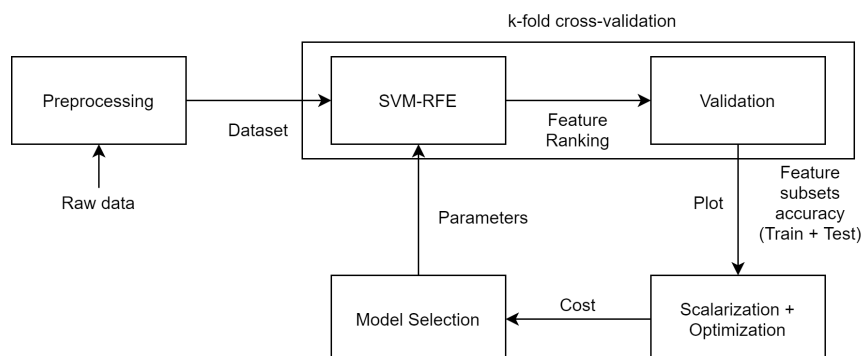 k-fold cross-validation
Preprocessing
SVM-RFE
Validation
Dataset
Feature
Ranking
Raw data
Parameters
Plot
Feature
subsets
accuracy
(Train + Test)
Model Selection
Cost
Scalarization +
Optimization